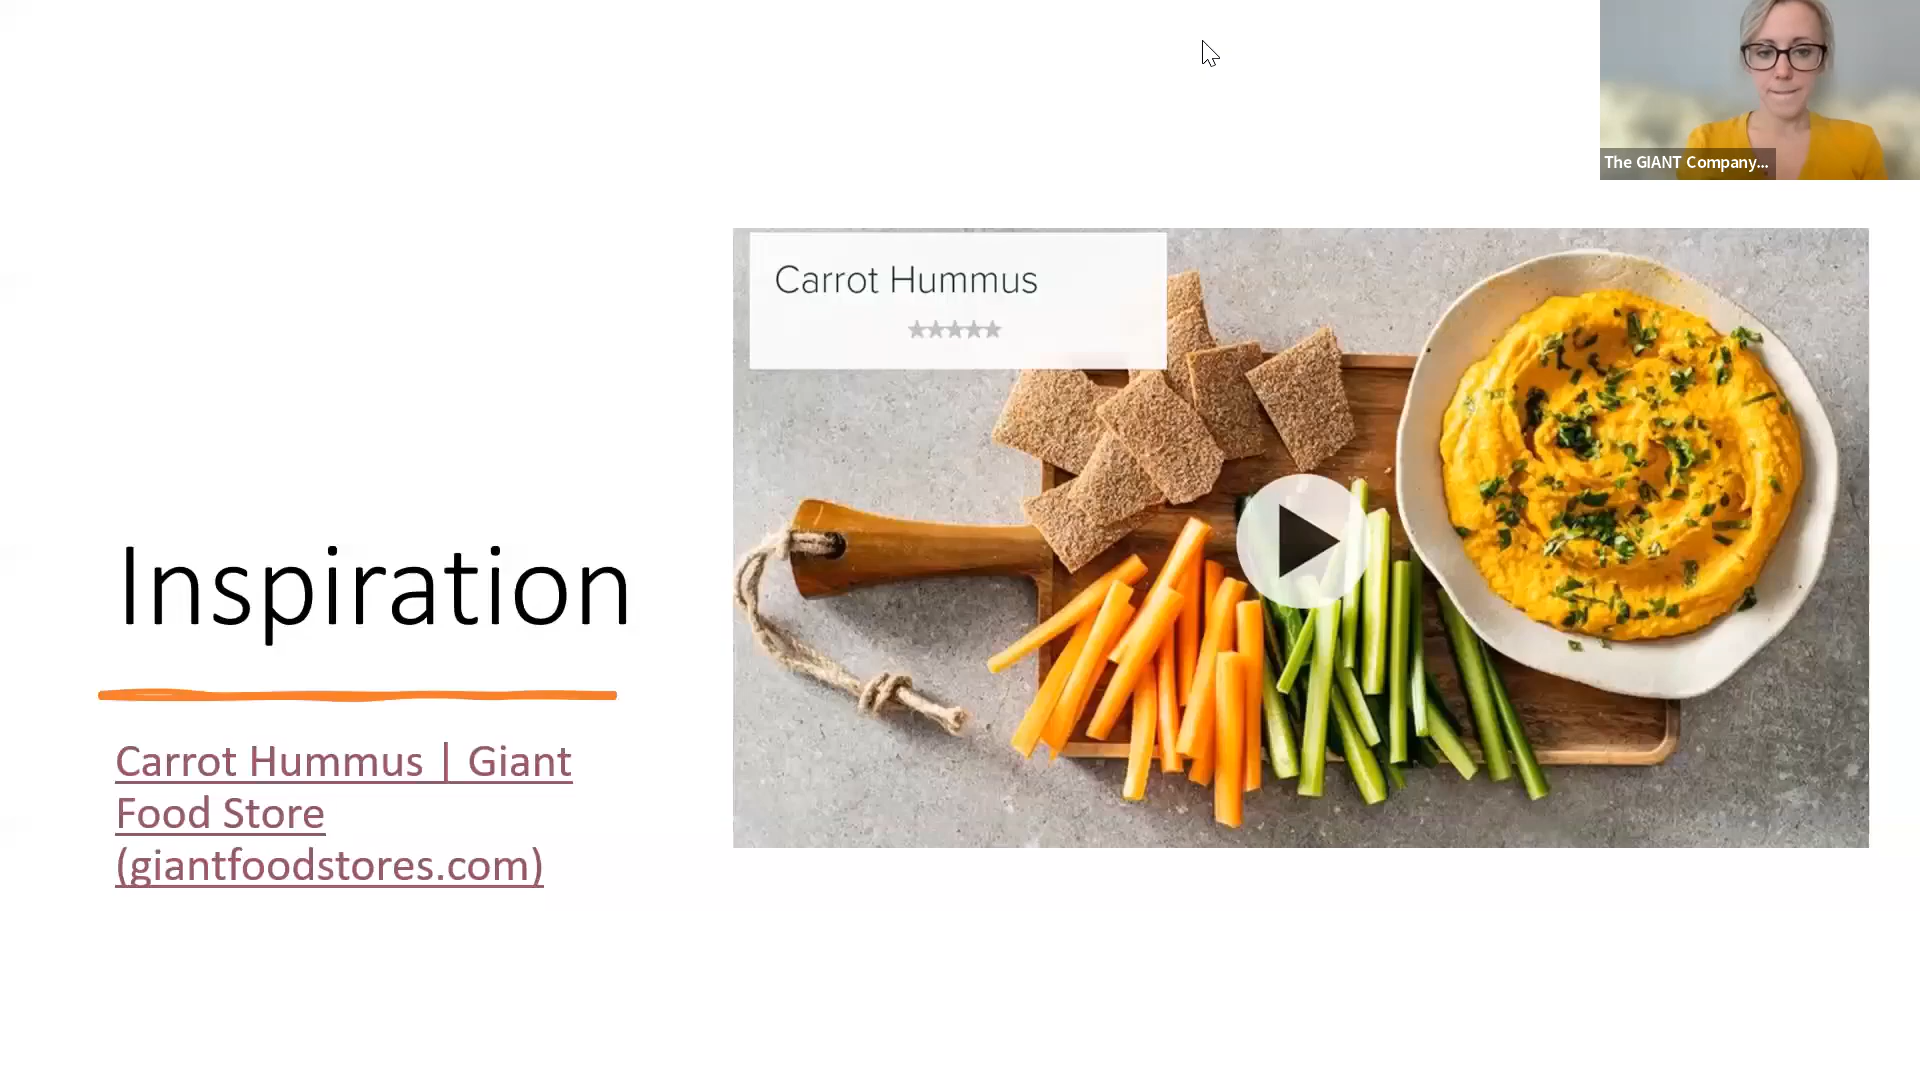 The GIANT Company...
Carrot Hummus
Inspiration
Carrot Hummus | Giant
Food Store
(giantfoodstores.com)